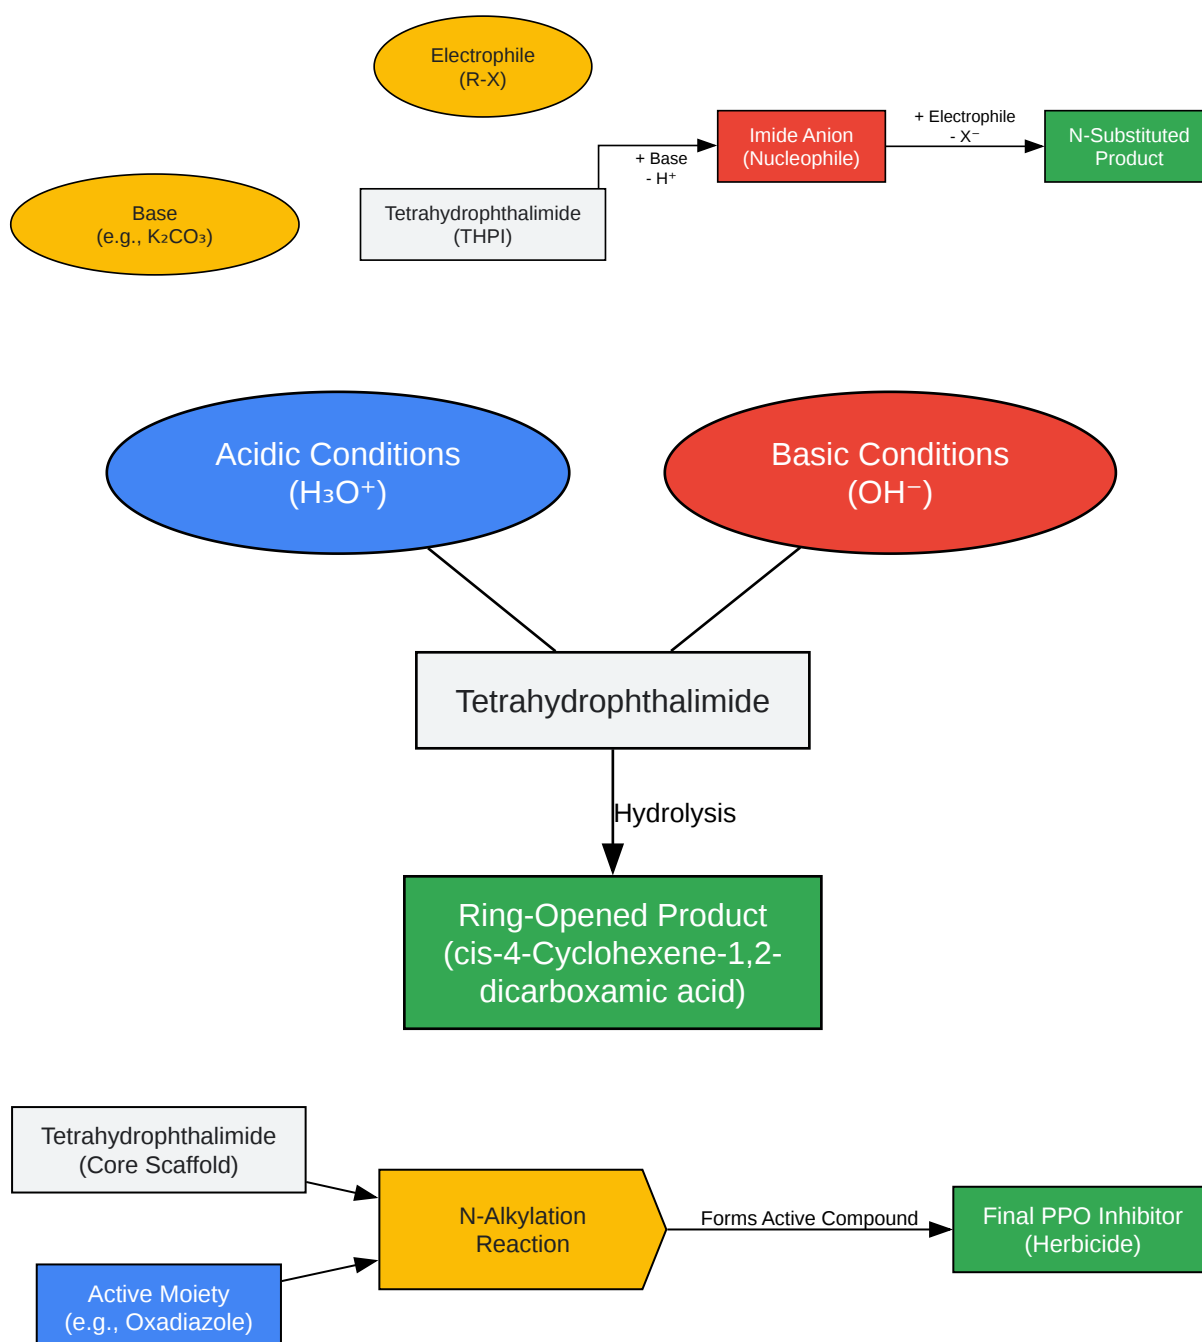 Electrophile
(R-X)
+ Base
- H⁺
Imide Anion
(Nucleophile)
+ Electrophile
- X⁻
N-Substituted
Product
Base
(e.g., K₂CO₃)
Tetrahydrophthalimide
(THPI)
Acidic Conditions
(H₃O⁺)
Basic Conditions
(OH⁻)
Tetrahydrophthalimide
Hydrolysis
Ring-Opened Product
(cis-4-Cyclohexene-1,2-
dicarboxamic acid)
Tetrahydrophthalimide
(Core Scaffold)
Active Moiety
(e.g., Oxadiazole)
N-Alkylation
Reaction
Forms Active Compound
Final PPO Inhibitor
(Herbicide)